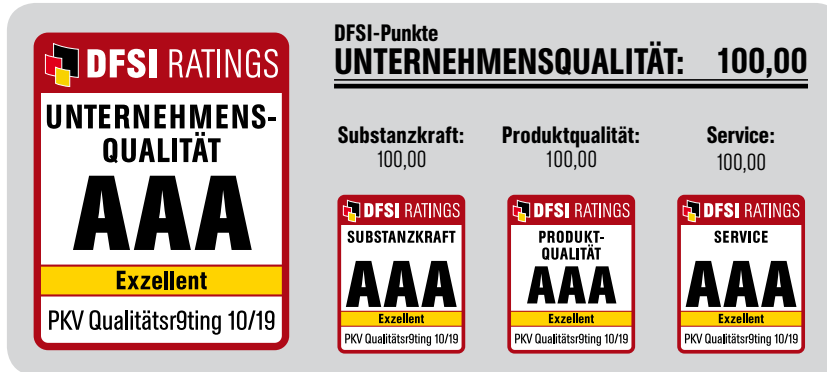 DFSI RATINGS
UNTERNEHMENS-
QUALITÄT
AAA
Exzellent
PKV Qualitätsr9ting 10/19
DFSI-Punkte
UNTERNEHMENSQUALITÄT: 100,00
Substanzkraft:
100,00
DFSI RATINGS
SUBSTANZKRAFT
AAA
Exzellent
PKV Qualitätsr9ting 10/19
Produktqualität:
100,00
DFSI RATINGS
PRODUKT-
QUALITÄT
AAA
Exzellent
PKV Qualitätsr9ting 10/19
Service:
100,00
DFSI RATINGS
SERVICE
AAA
Exzellent
PKV Qualitätsr9ting 10/19